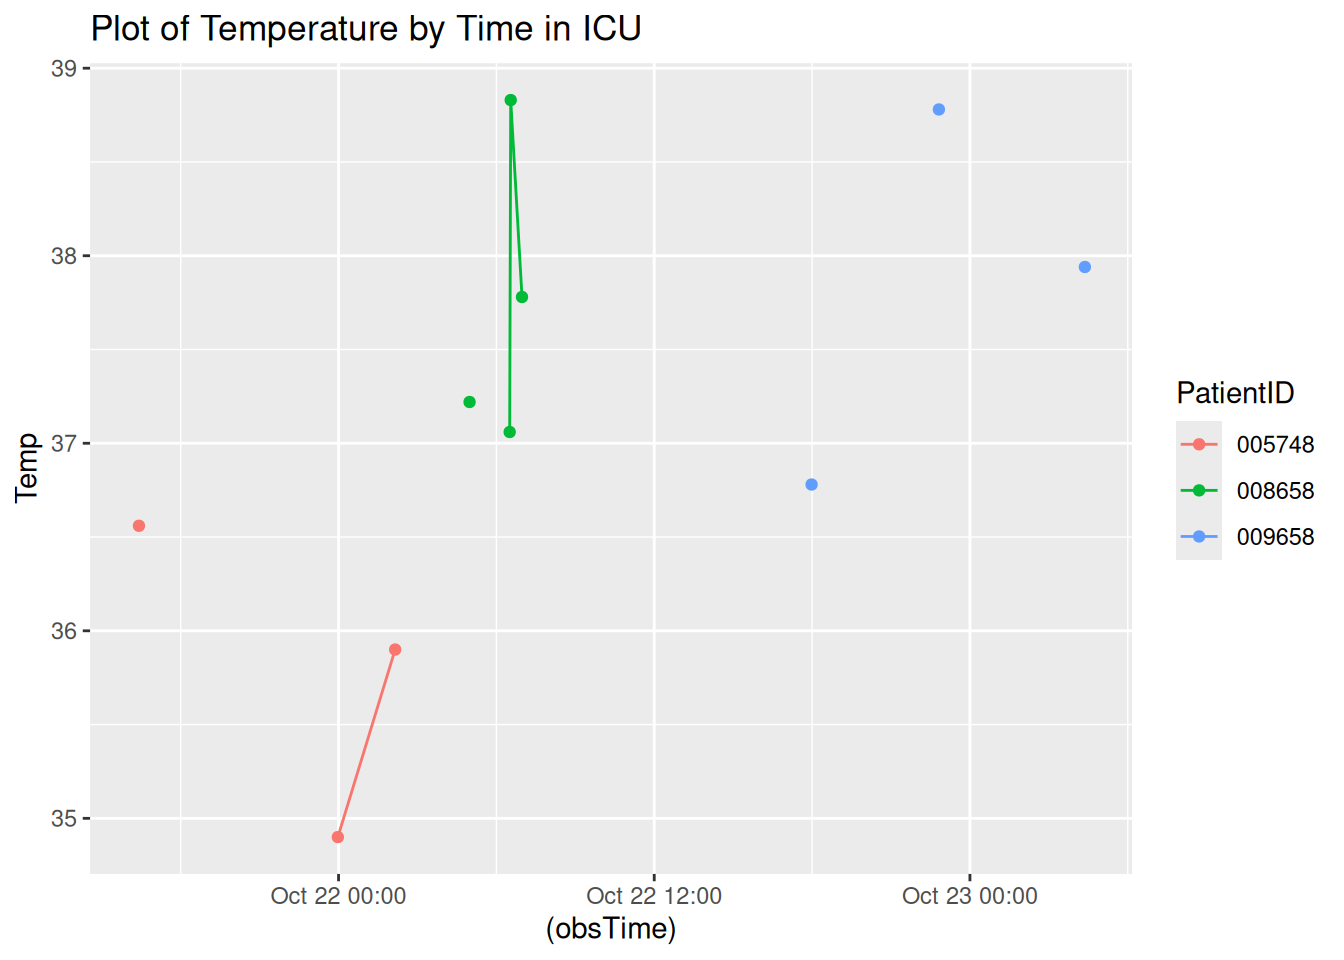 Plot of Temperature by Time in ICU
39
38
37
36
35
Temp
Oct 22 00:00
Oct 22 12:00
Oct 23 00:00
(obsTime)
PatientID
005748
008658
009658